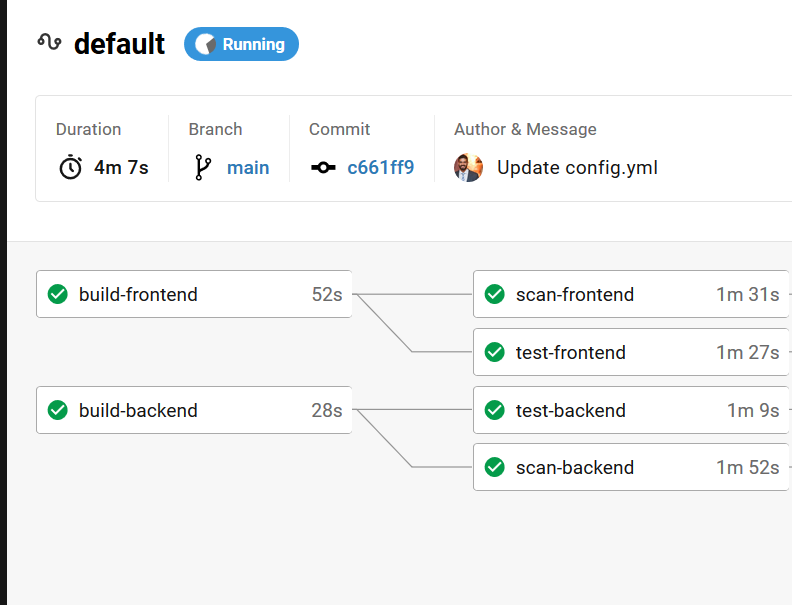 default Running
Duration Branch Commit Author & Message
4m 7s main c661ff9 Update config.yml
build-frontend 52s scan-frontend 1m 31s
test-frontend 1m 27s
build-backend 28s test-backend 1m 9s
scan-backend 1m 52s